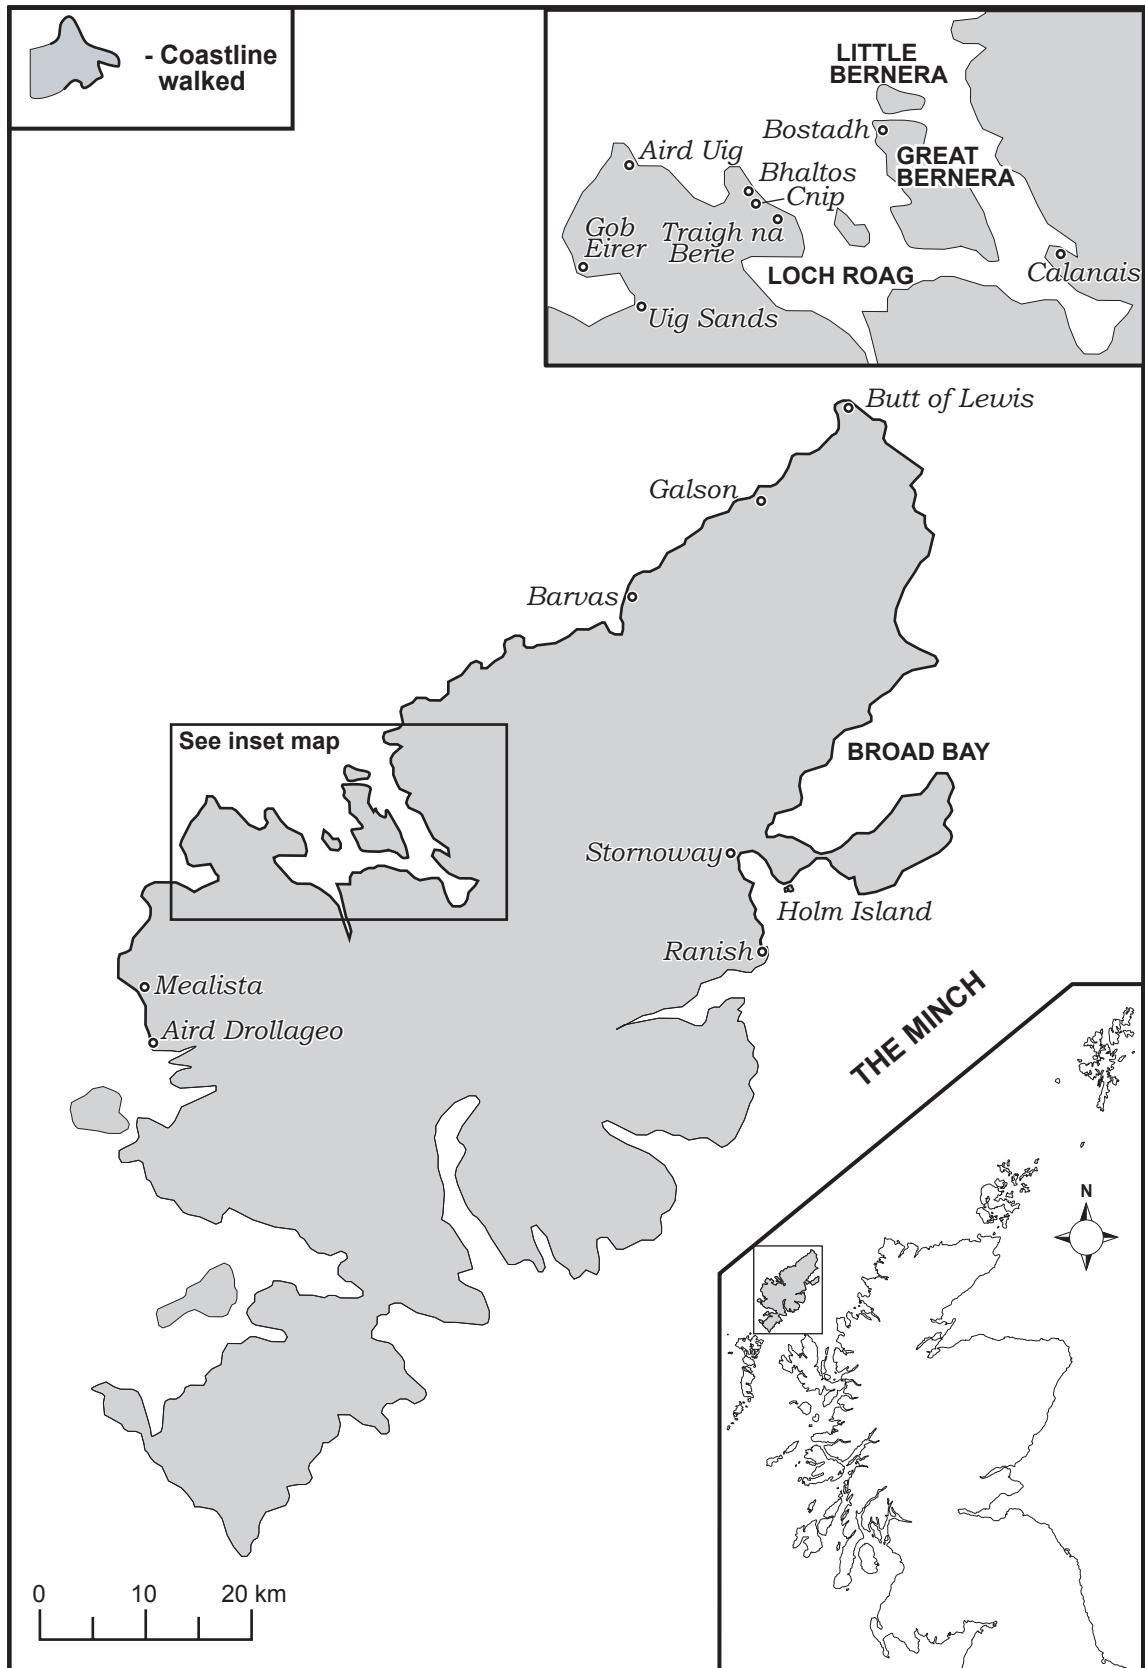 - Coastline
walked
LITTLE
BERNERA
Bostadh
GREAT
BERNERA
Aird Uig
Bhaltos
Cnip
Gob
Eirer
Traigh na
Berie
LOCH ROAG
Calanais
Uig Sands
Butt of Lewis
Galson
Barvas
See inset map
BROAD BAY
Stornoway
Holm Island
Ranish
Mealista
Aird Drollageo
THE MINCH
N
0 10 20 km